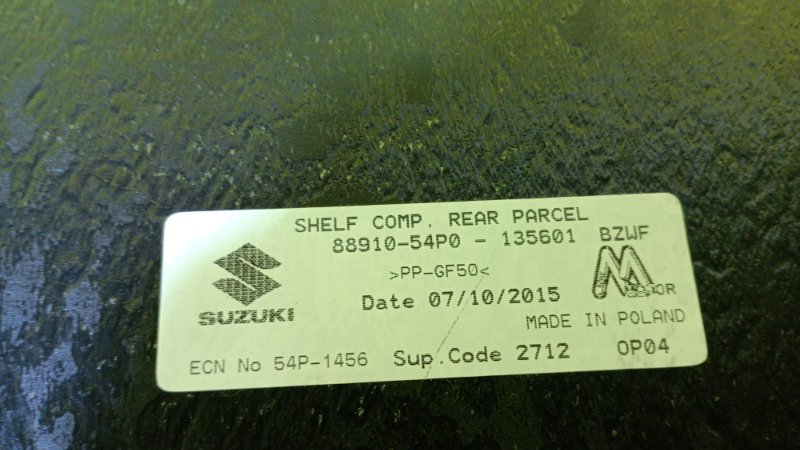 SHELF COMP. REAR PARCEL
88910-54P0 - 135601 BZWF
>PP-GF50<
SUZUKI
Date 07/10/2015
MADE IN POLAND
ECN No 54P-1456 Sup.Code 2712 OP04